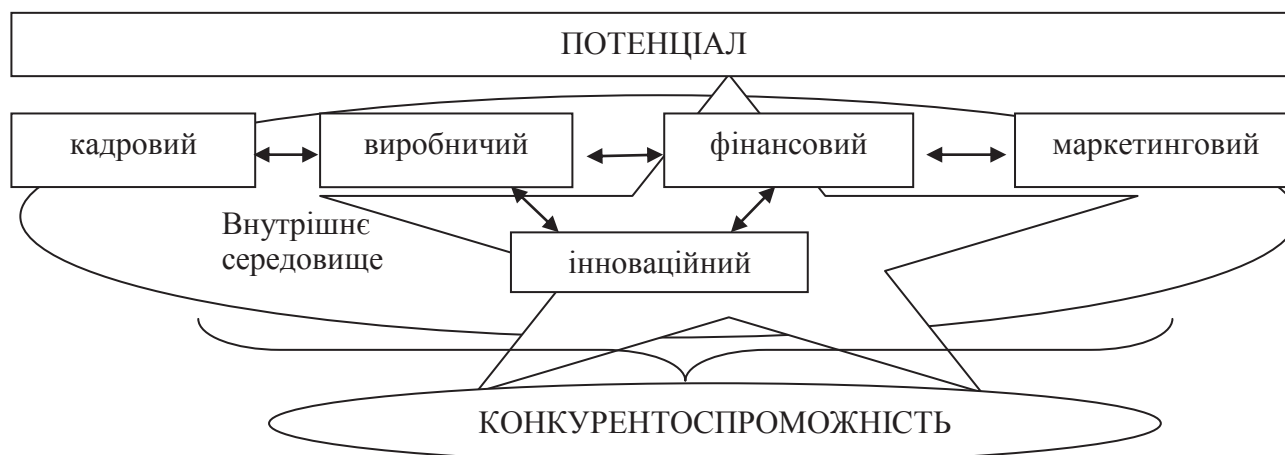 ПОТЕНЦІАЛ
кадровий
виробничий
фінансовий
маркетинговий
Внутрішнє
середовище
інноваційний
КОНКУРЕНТОСПРОМОЖНІСТЬ